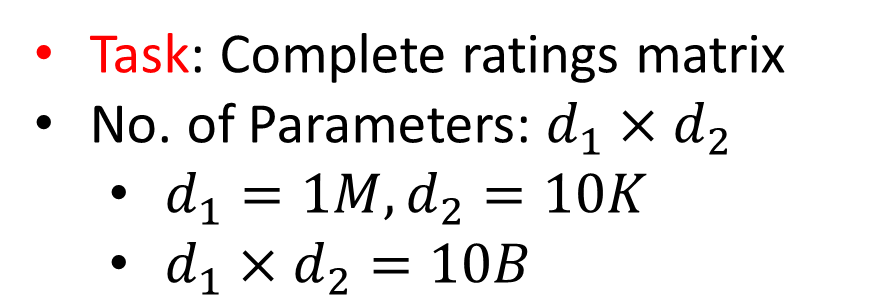 • Task: Complete ratings matrix
• No. of Parameters: d₁ × d₂
• d₁ = 1M, d₂ = 10K
• d₁ × d₂ = 10B